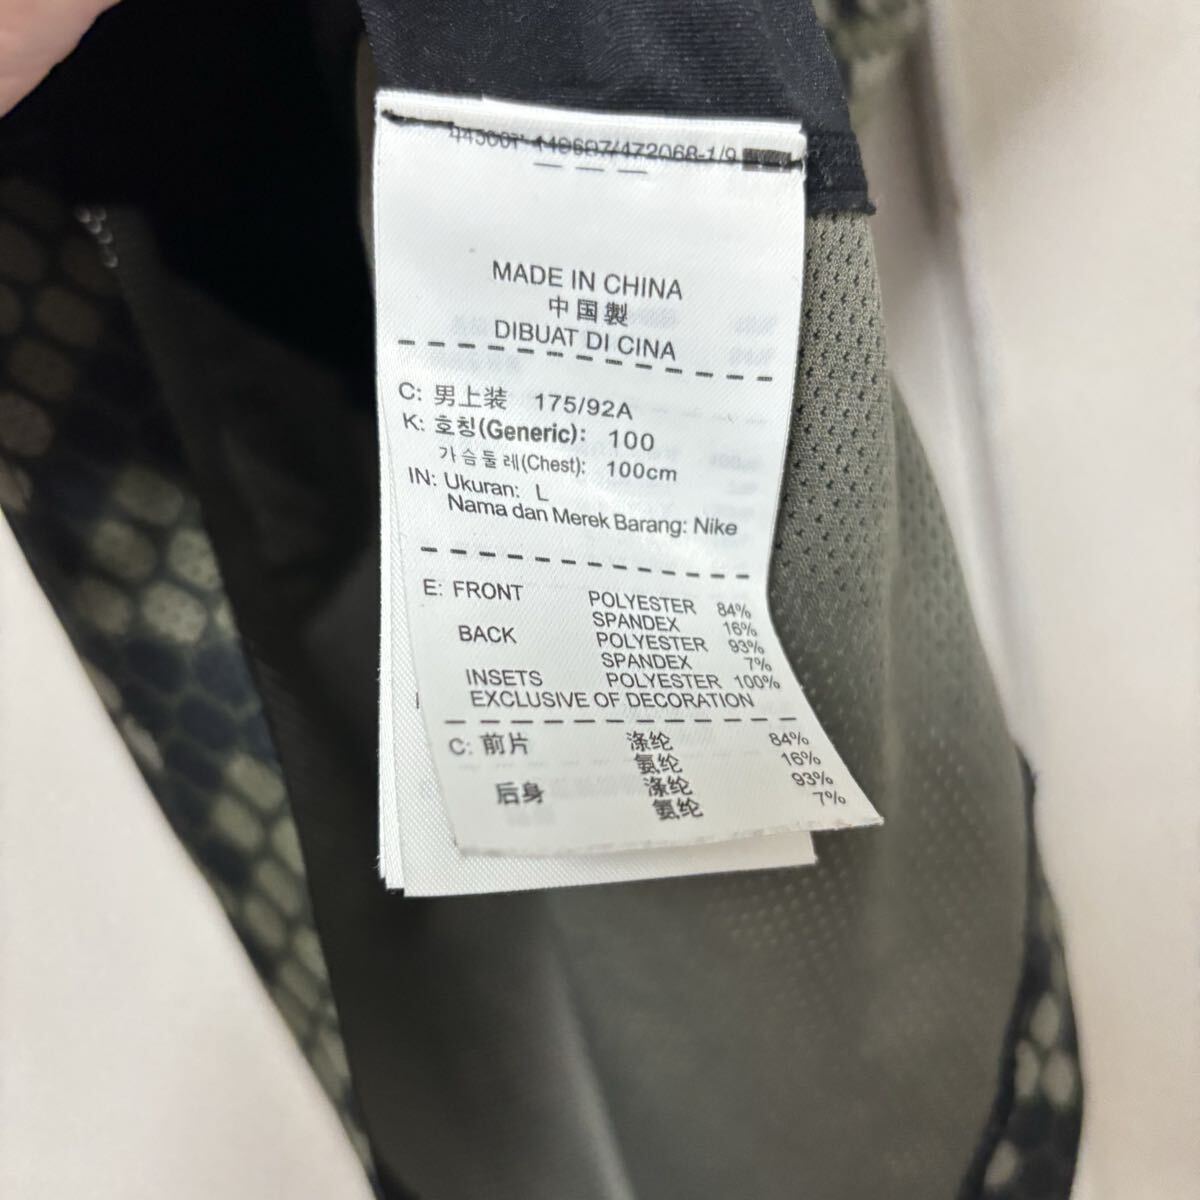 MADE IN CHINA
中国製
DIBUAT DI CINA
C: 男上装 175/92A
K: 호칭(Generic): 100
가슴둘레(Chest): 100cm
IN: Ukuran: L
Nama dan Merek Barang: Nike
E: FRONT POLYESTER 84%
SPANDEX 16%
BACK POLYESTER 93%
SPANDEX 7%
INSETS POLYESTER 100%
EXCLUSIVE OF DECORATION
C: 前片 涤纶 84%
氨纶 16%
后身 涤纶 93%
氨纶 7%